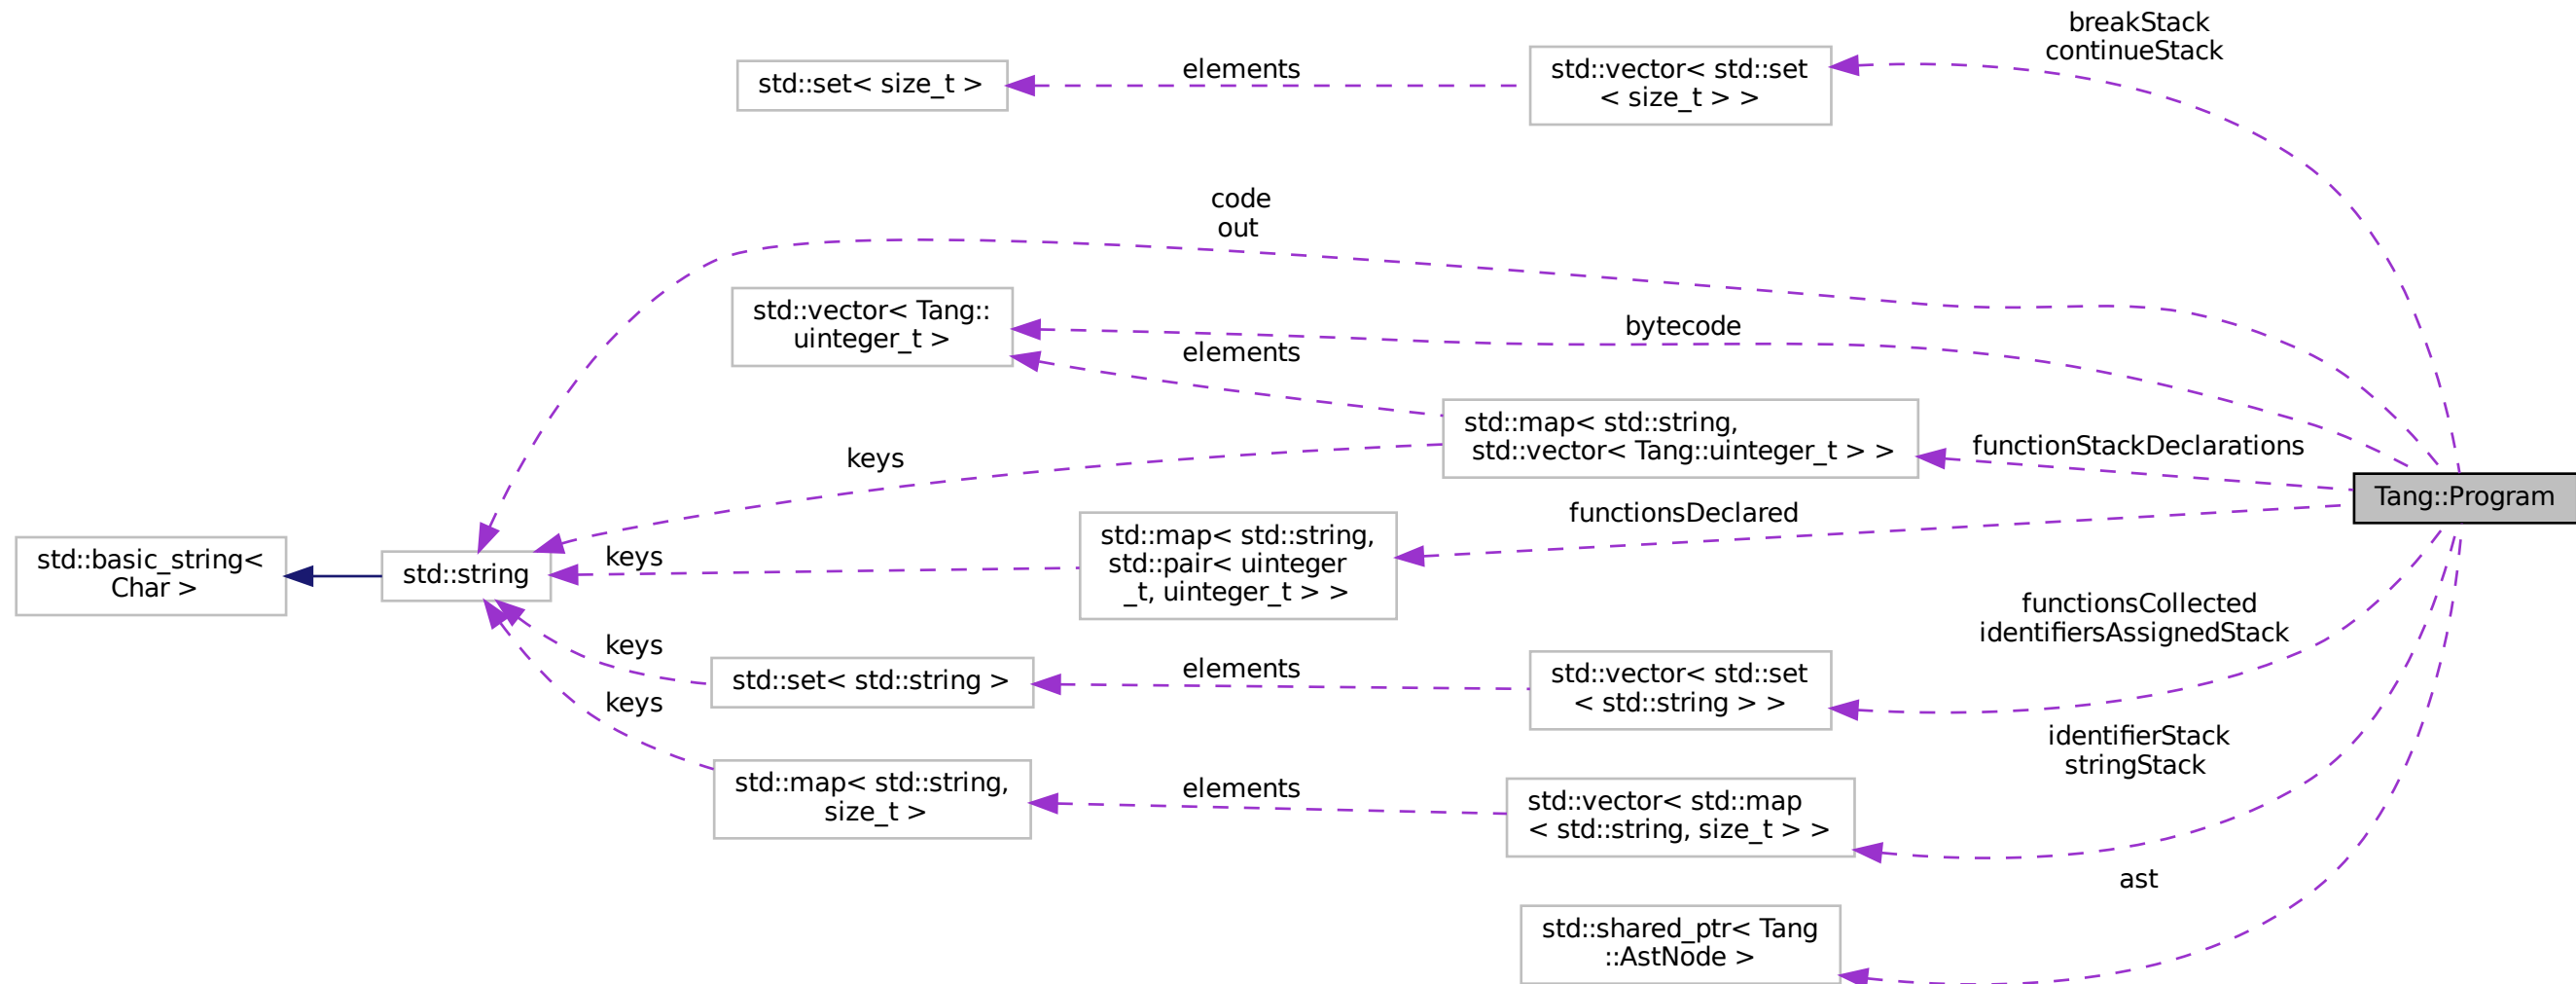 breakStack
continueStack
std::set< size_t >
elements
std::vector< std::set
< size_t > >
code
out
std::vector< Tang::
uinteger_t >
bytecode
elements
std::map< std::string,
std::vector< Tang::uinteger_t > >
functionStackDeclarations
keys
Tang::Program
functionsDeclared
std::map< std::string,
std::pair< uinteger
_t, uinteger_t > >
keys
std::basic_string<
Char >
std::string
functionsCollected
identifiersAssignedStack
keys
std::set< std::string >
elements
std::vector< std::set
< std::string > >
keys
identifierStack
stringStack
std::map< std::string,
size_t >
elements
std::vector< std::map
< std::string, size_t > >
ast
std::shared_ptr< Tang
::AstNode >